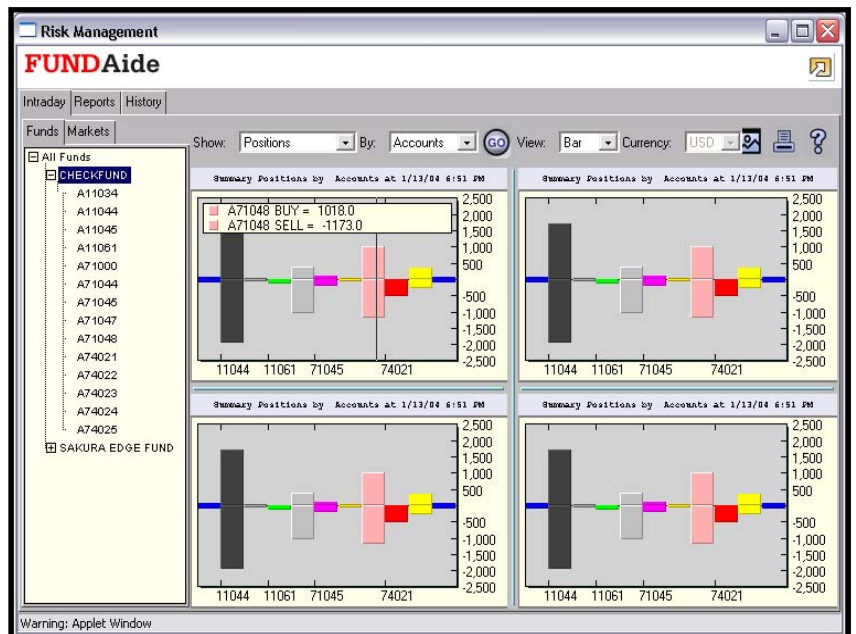 Risk Management
FUNDAide
Intraday Reports History
Funds Markets
Show: Positions By: Accounts GO View: Bar Currency: USD
All Funds
CHECKFUND
A11034
A11044
A11045
A11061
A71000
A71044
A71045
A71047
A71048
A74021
A74022
A74023
A74024
A74025
SAKURA EDGE FUND
Summary Positions by Accounts at 1/13/04 6:51 PM
A71048 BUY = 1018.0
A71048 SELL = -1173.0
2,500
2,000
1,500
1,000
500
-500
-1,000
-1,500
-2,000
-2,500
11044 11061 71045 74021
Summary Positions by Accounts at 1/13/04 6:51 PM
2,500
2,000
1,500
1,000
500
-500
-1,000
-1,500
-2,000
-2,500
11044 11061 71045 74021
Summary Positions by Accounts at 1/13/04 6:51 PM
2,500
2,000
1,500
1,000
500
-500
-1,000
-1,500
-2,000
-2,500
11044 11061 71045 74021
Summary Positions by Accounts at 1/13/04 6:51 PM
2,500
2,000
1,500
1,000
500
-500
-1,000
-1,500
-2,000
-2,500
11044 11061 71045 74021
Warning: Applet Window